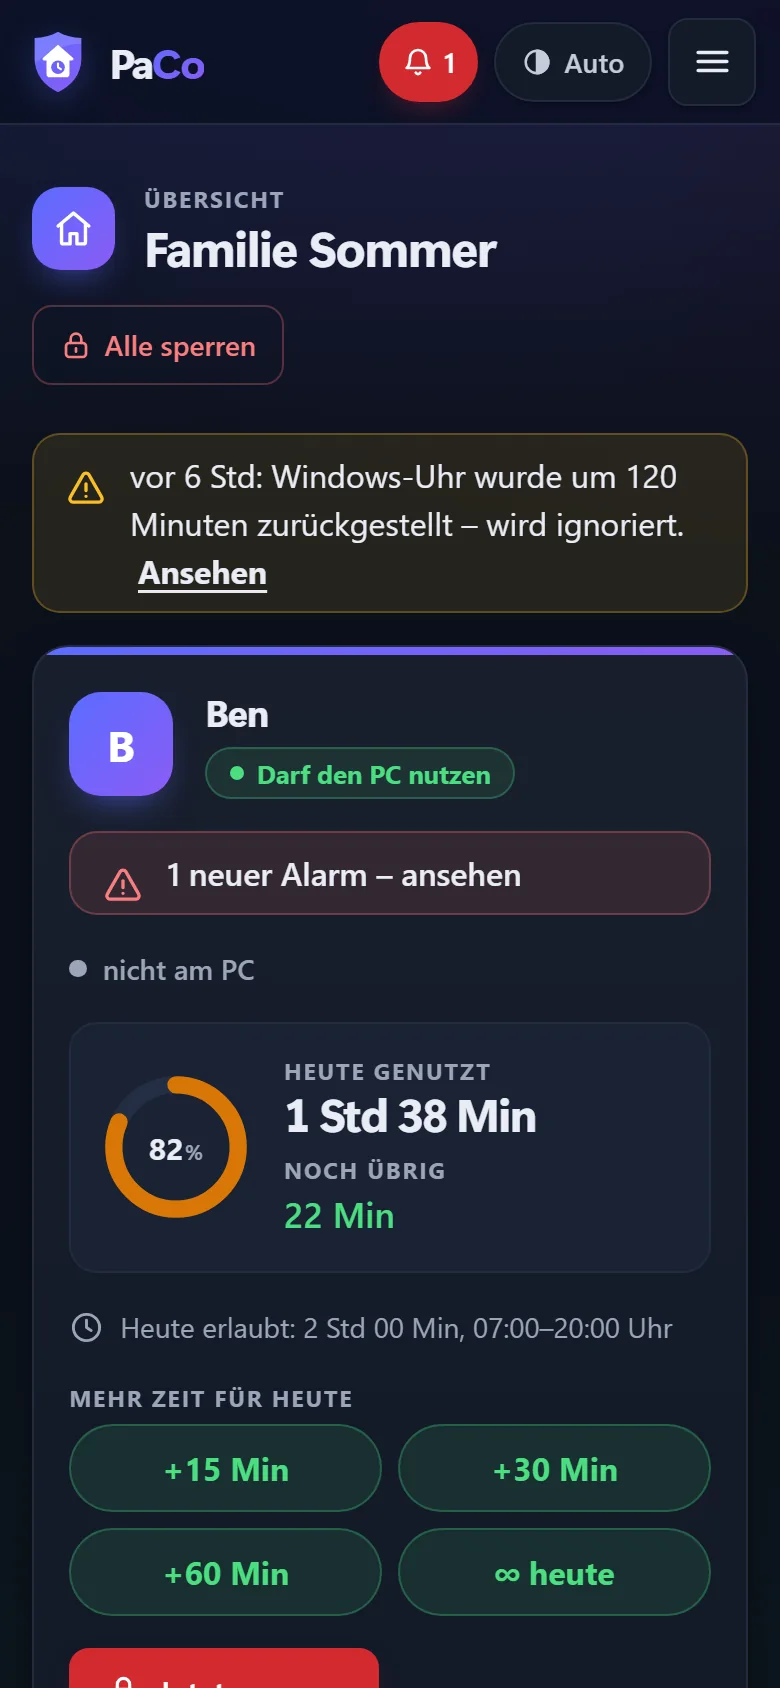 PaCo
1
Auto
ÜBERSICHT
Familie Sommer
Alle sperren
vor 6 Std: Windows-Uhr wurde um 120
Minuten zurückgestellt – wird ignoriert.
Ansehen
B
Ben
Darf den PC nutzen
1 neuer Alarm – ansehen
nicht am PC
82%
HEUTE GENUTZT
1 Std 38 Min
NOCH ÜBRIG
22 Min
Heute erlaubt: 2 Std 00 Min, 07:00–20:00 Uhr
MEHR ZEIT FÜR HEUTE
+15 Min
+30 Min
+60 Min
∞ heute